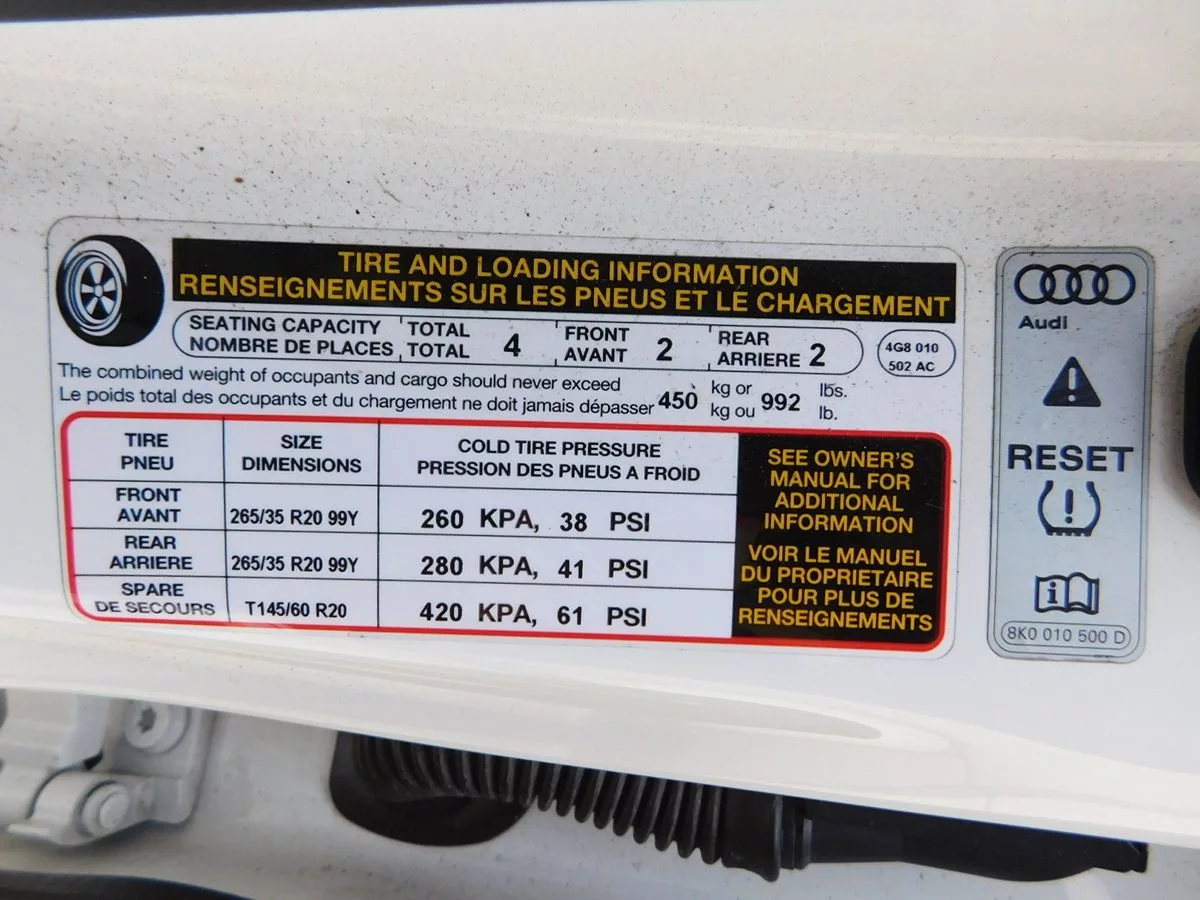 TIRE AND LOADING INFORMATION
RENSEIGNEMENTS SUR LES PNEUS ET LE CHARGEMENT
SEATING CAPACITY TOTAL 4 FRONT 2 REAR 2
NOMBRE DE PLACES TOTAL AVANT ARRIERE
4G8 010
502 AC
The combined weight of occupants and cargo should never exceed 450 kg or 992 lbs.
Le poids total des occupants et du chargement ne doit jamais dépasser kg ou lb.
TIRE SIZE COLD TIRE PRESSURE
PNEU DIMENSIONS PRESSION DES PNEUS A FROID
FRONT
AVANT 265/35 R20 99Y 260 KPA, 38 PSI
REAR
ARRIERE 265/35 R20 99Y 280 KPA, 41 PSI
SPARE
DE SECOURS T145/60 R20 420 KPA, 61 PSI
SEE OWNER'S
MANUAL FOR
ADDITIONAL
INFORMATION
VOIR LE MANUEL
DU PROPRIETAIRE
POUR PLUS DE
RENSEIGNEMENTS
Audi
RESET
8K0 010 500 D